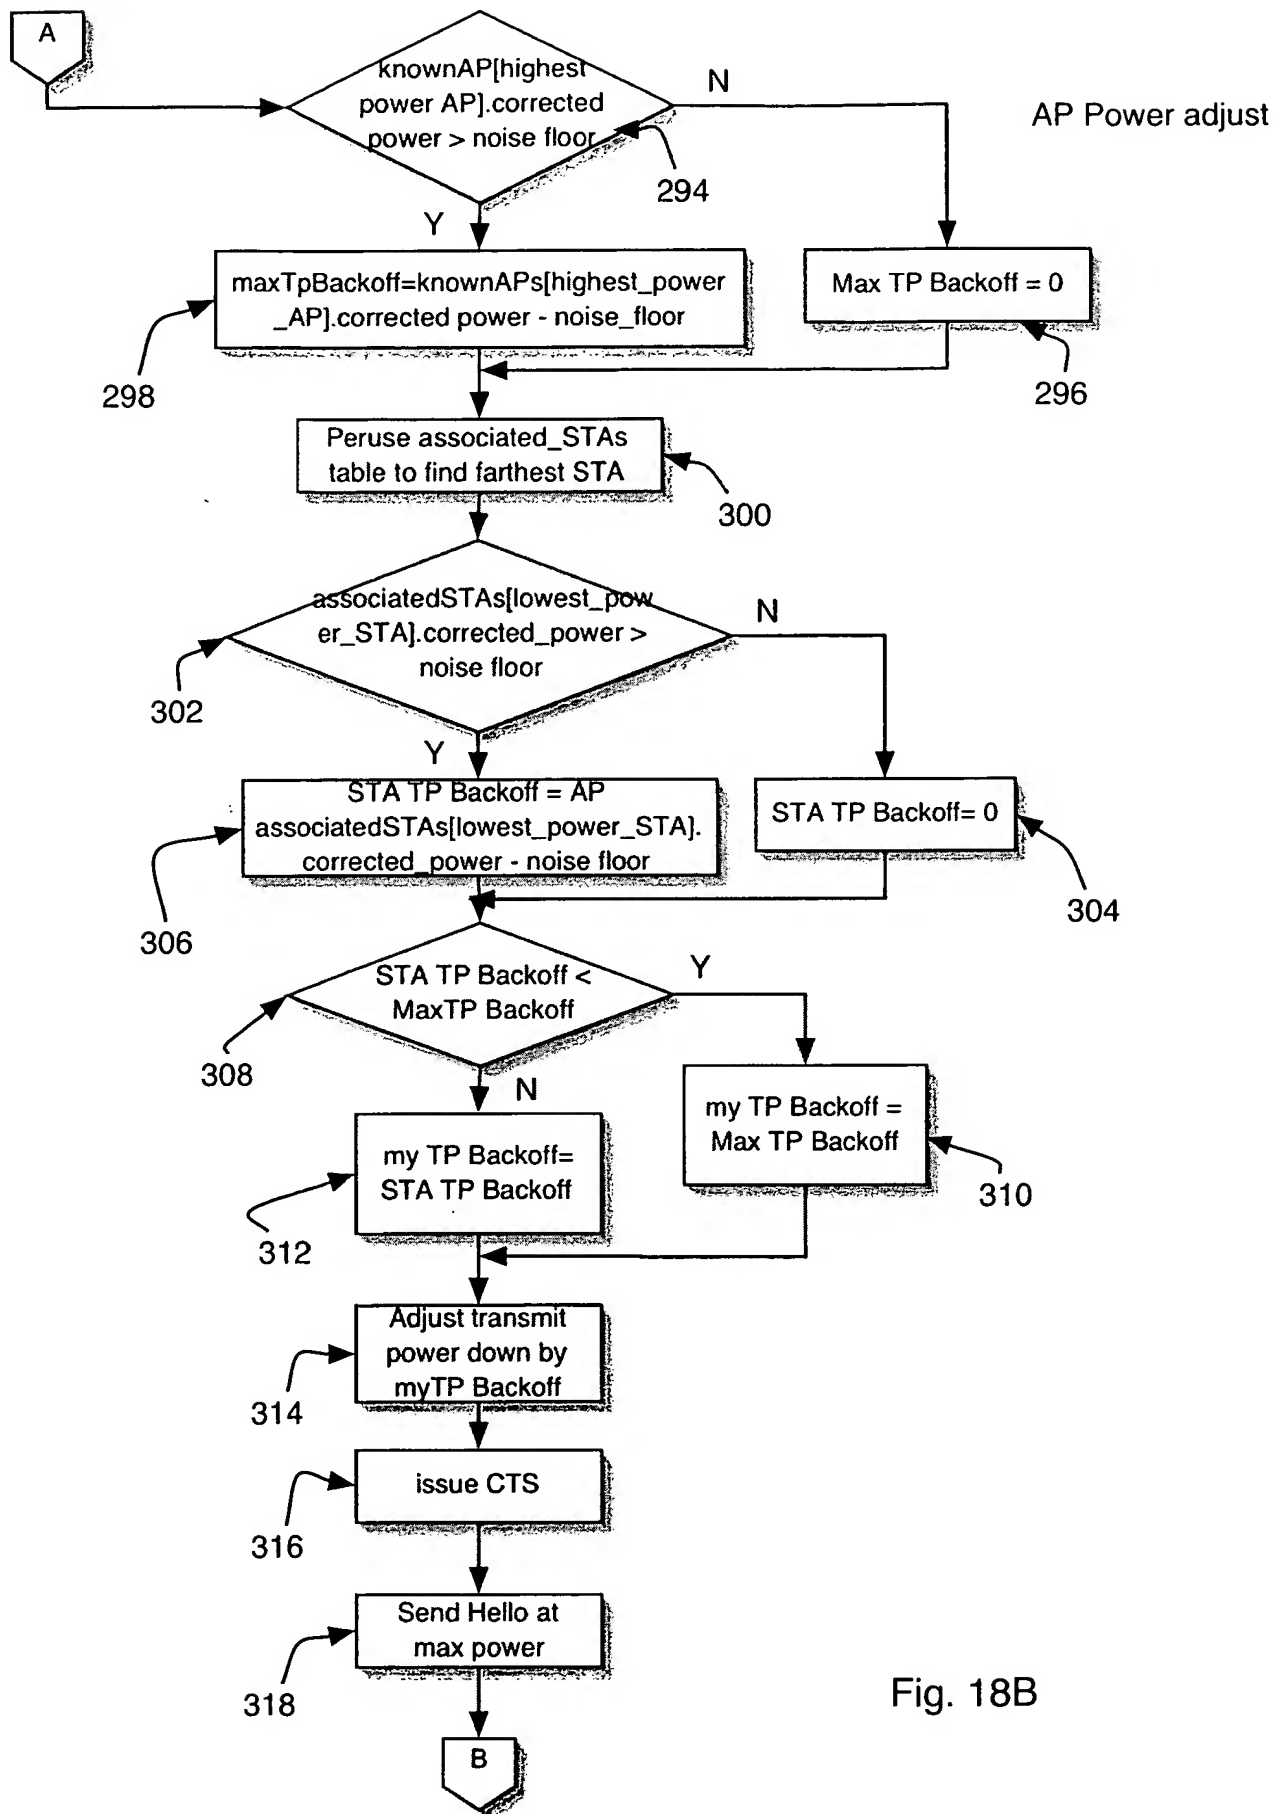 A
knownAP[highest
power AP].corrected
power > noise floor
N
AP Power adjust
294
Y
maxTpBackoff=knownAPs[highest_power
_AP].corrected power - noise_floor
Max TP Backoff = 0
298
296
Peruse associated_STAs
table to find farthest STA
300
associatedSTAs[lowest_pow
er_STA].corrected_power >
noise floor
N
302
Y
STA TP Backoff = AP
associatedSTAs[lowest_power_STA].
corrected_power - noise floor
STA TP Backoff= 0
304
306
STA TP Backoff <
MaxTP Backoff
Y
308
N
my TP Backoff =
Max TP Backoff
my TP Backoff=
STA TP Backoff
310
312
Adjust transmit
power down by
myTP Backoff
314
issue CTS
316
Send Hello at
max power
318
Fig. 18B
B